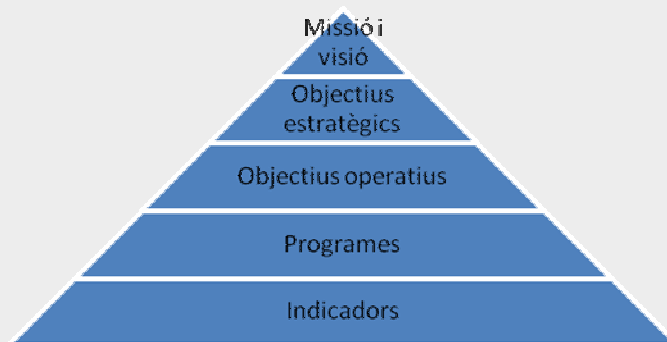 Missió i
visió
Objectius
estratègics
Objectius operatius
Programes
Indicadors